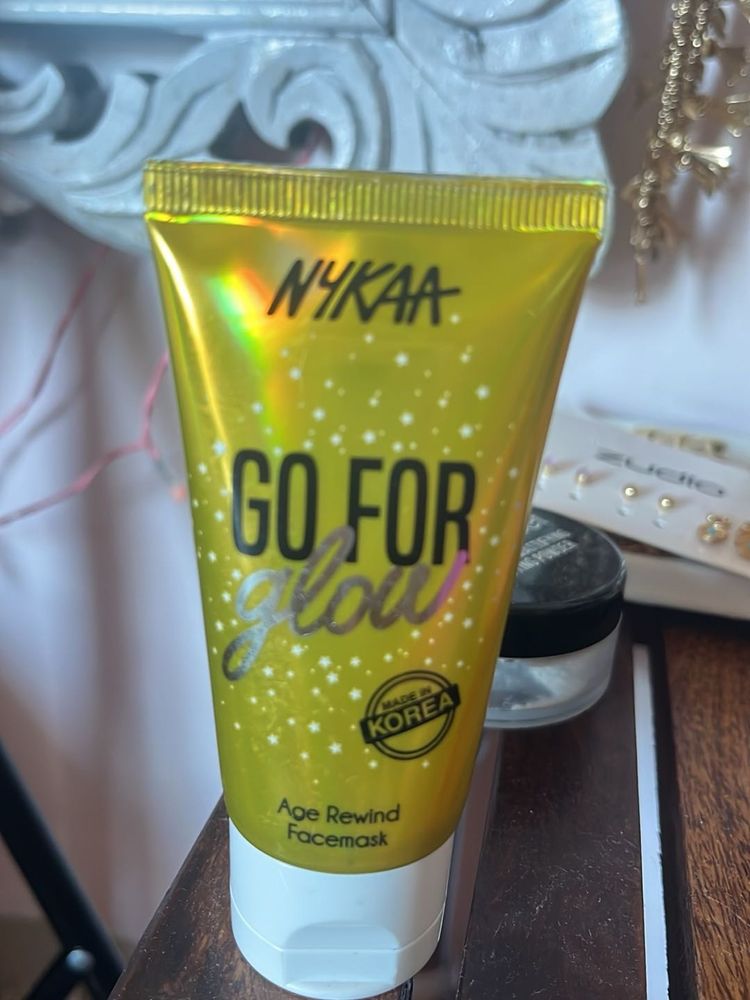 NYKAA
GO FOR
glow
MADE IN
KOREA
Age Rewind
Facemask
zudio